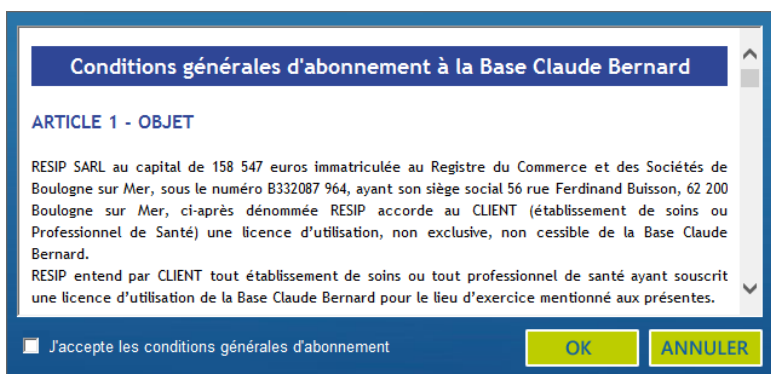 Conditions générales d'abonnement à la Base Claude Bernard
ARTICLE 1 - OBJET
RESIP SARL au capital de 158 547 euros immatriculée au Registre du Commerce et des Sociétés de
Boulogne sur Mer, sous le numéro B332087 964, ayant son siège social 56 rue Ferdinand Buisson, 62 200
Boulogne sur Mer, ci-après dénommée RESIP accorde au CLIENT (établissement de soins ou
Professionnel de Santé) une licence d’utilisation, non exclusive, non cessible de la Base Claude
Bernard.
RESIP entend par CLIENT tout établissement de soins ou tout professionnel de santé ayant souscrit
une licence d’utilisation de la Base Claude Bernard pour le lieu d’exercice mentionné aux présentes.
J'accepte les conditions générales d'abonnement
OK
ANNULER